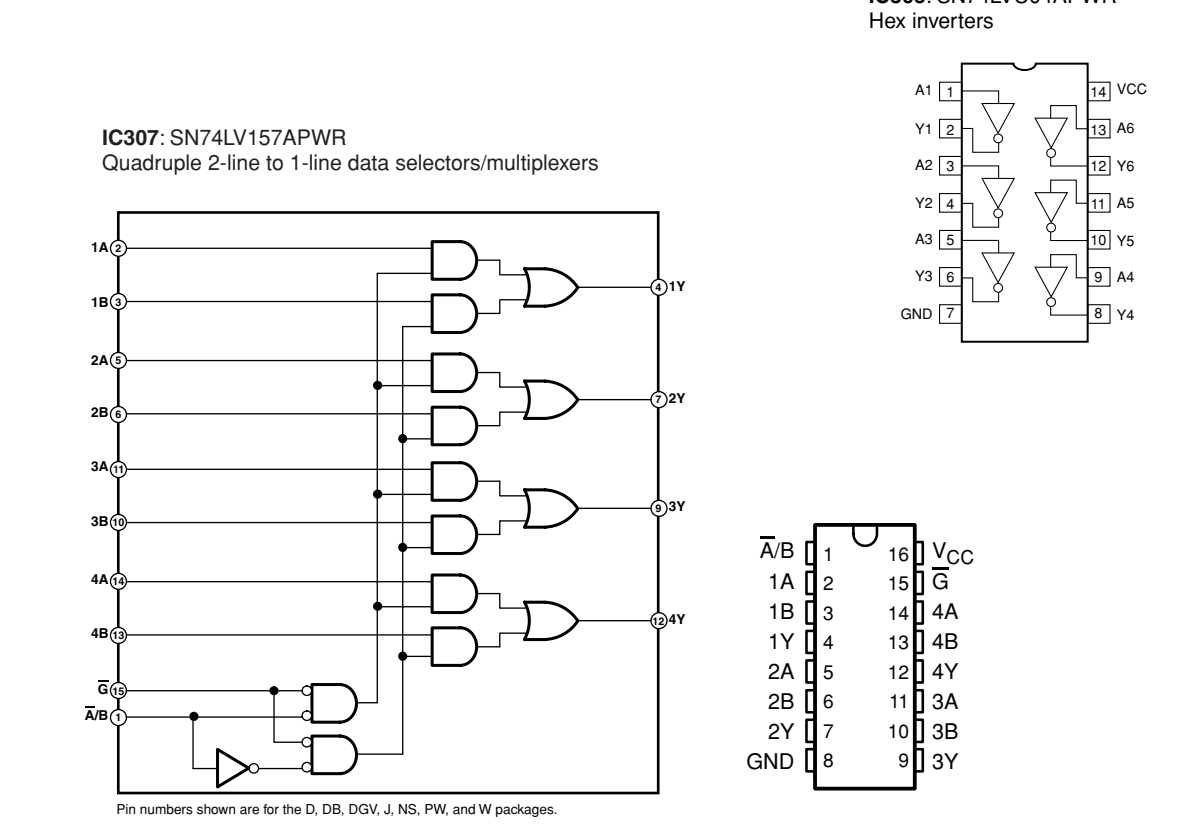 Hex inverters
A1 1
Y1 2
A2 3
Y2 4
A3 5
Y3 6
GND 7
14 VCC
13 A6
12 Y6
11 A5
10 Y5
9 A4
8 Y4
IC307: SN74LV157APWR
Quadruple 2-line to 1-line data selectors/multiplexers
1A 2
1B 3
2A 5
2B 6
3A 11
3B 10
4A 14
4B 13
G̅ 15
A̅/B 1
4 1Y
7 2Y
9 3Y
12 4Y
Pin numbers shown are for the D, DB, DGV, J, NS, PW, and W packages.
A̅/B 1
1A 2
1B 3
1Y 4
2A 5
2B 6
2Y 7
GND 8
16 VCC
15 G̅
14 4A
13 4B
12 4Y
11 3A
10 3B
9 3Y